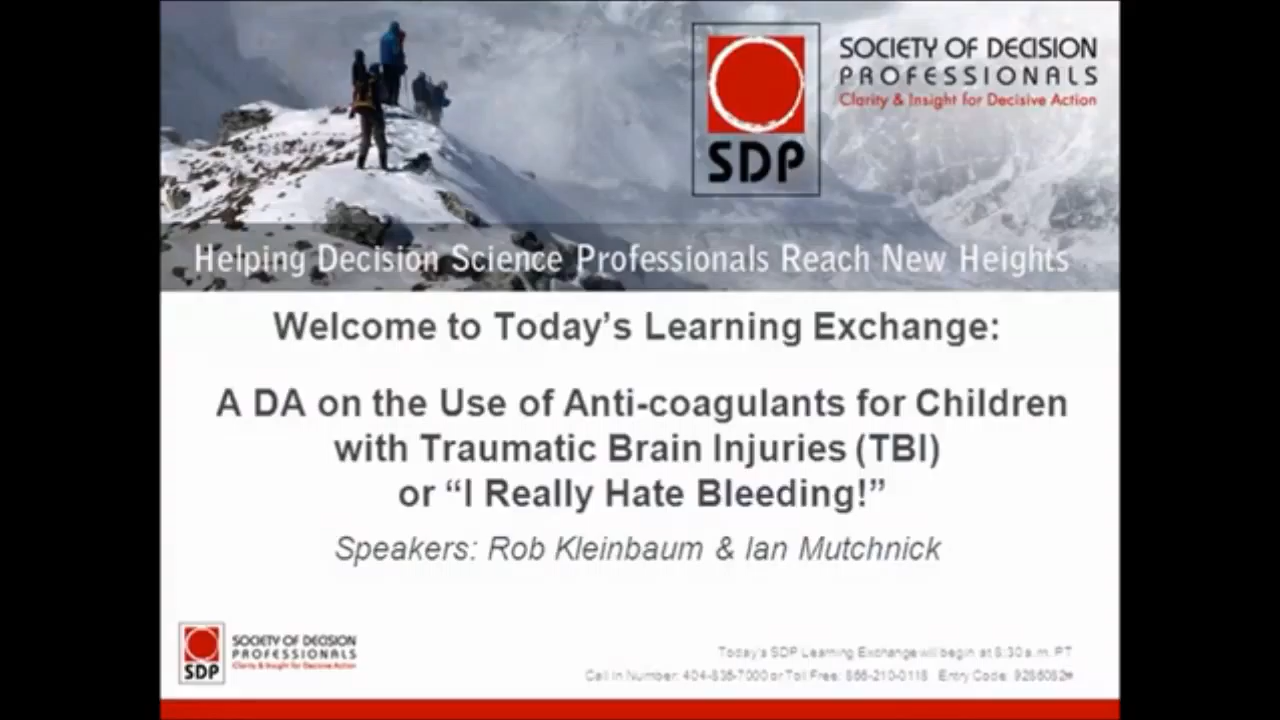 SOCIETY OF DECISION
PROFESSIONALS
Clarity & Insight for Decisive Action
SDP
Helping Decision Science Professionals Reach New Heights
Welcome to Today's Learning Exchange:
A DA on the Use of Anti-coagulants for Children
with Traumatic Brain Injuries (TBI)
or “I Really Hate Bleeding!”
Speakers: Rob Kleinbaum & Ian Mutchnick
SOCIETY OF DECISION
PROFESSIONALS
Clarity & Insight for Decisive Action
SDP
Today's SDP Learning Exchange will begin at 8:30 a.m. PT
Call In Number: 404-835-7000 or Toll Free: 866-210-0118 Entry Code: